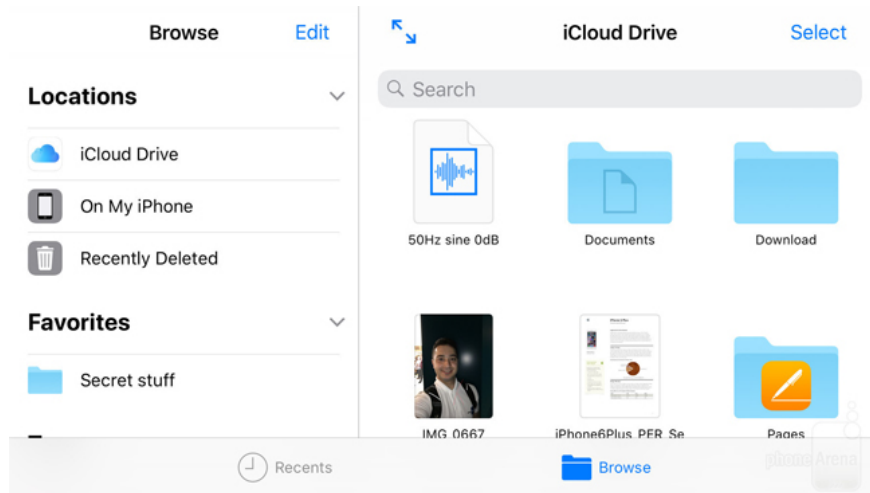 Browse
Edit
iCloud Drive
Select
Locations
Search
iCloud Drive
On My iPhone
Recently Deleted
50Hz sine 0dB
Documents
Download
Favorites
Secret stuff
IMG_0667
iPhone6Plus_PER_Se
Pages
Recents
Browse
phoneArena